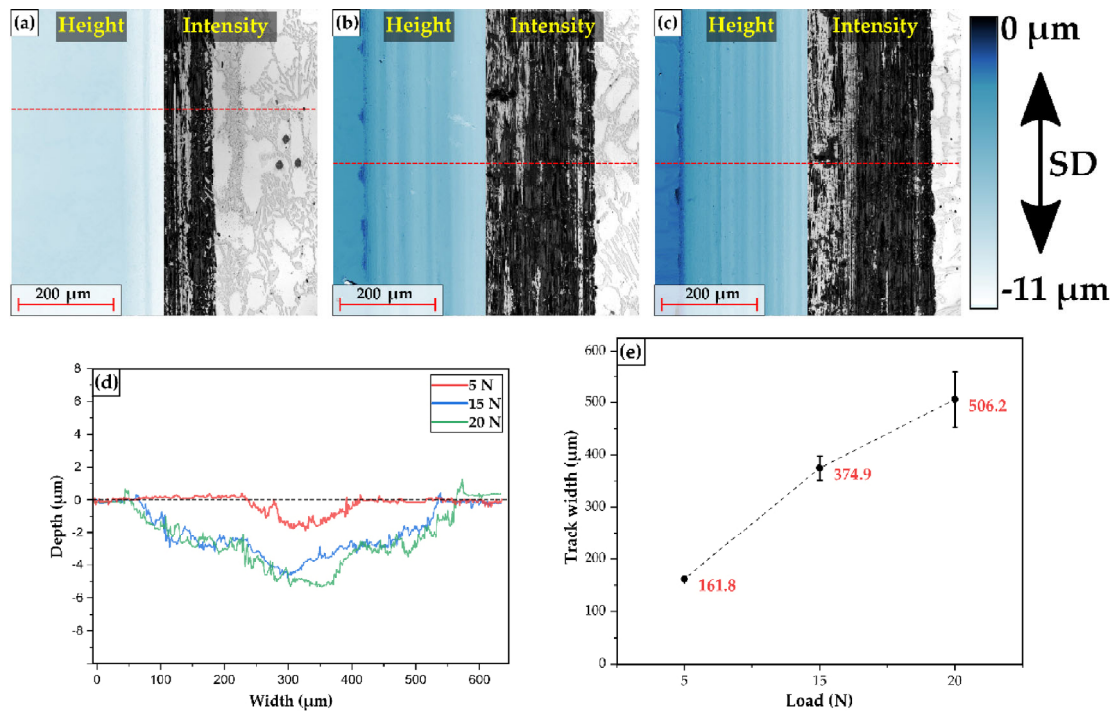 (a) Height Intensity
(b) Height Intensity
(c) Height Intensity
0 μm
SD
-11 μm
200 μm
200 μm
200 μm
(d)
5 N
15 N
20 N
8
6
4
2
0
-2
-4
-6
-8
Depth (μm)
0 100 200 300 400 500 600
Width (μm)
(e)
600
500
400
300
200
100
0
Track width (μm)
161.8
374.9
506.2
5 15 20
Load (N)